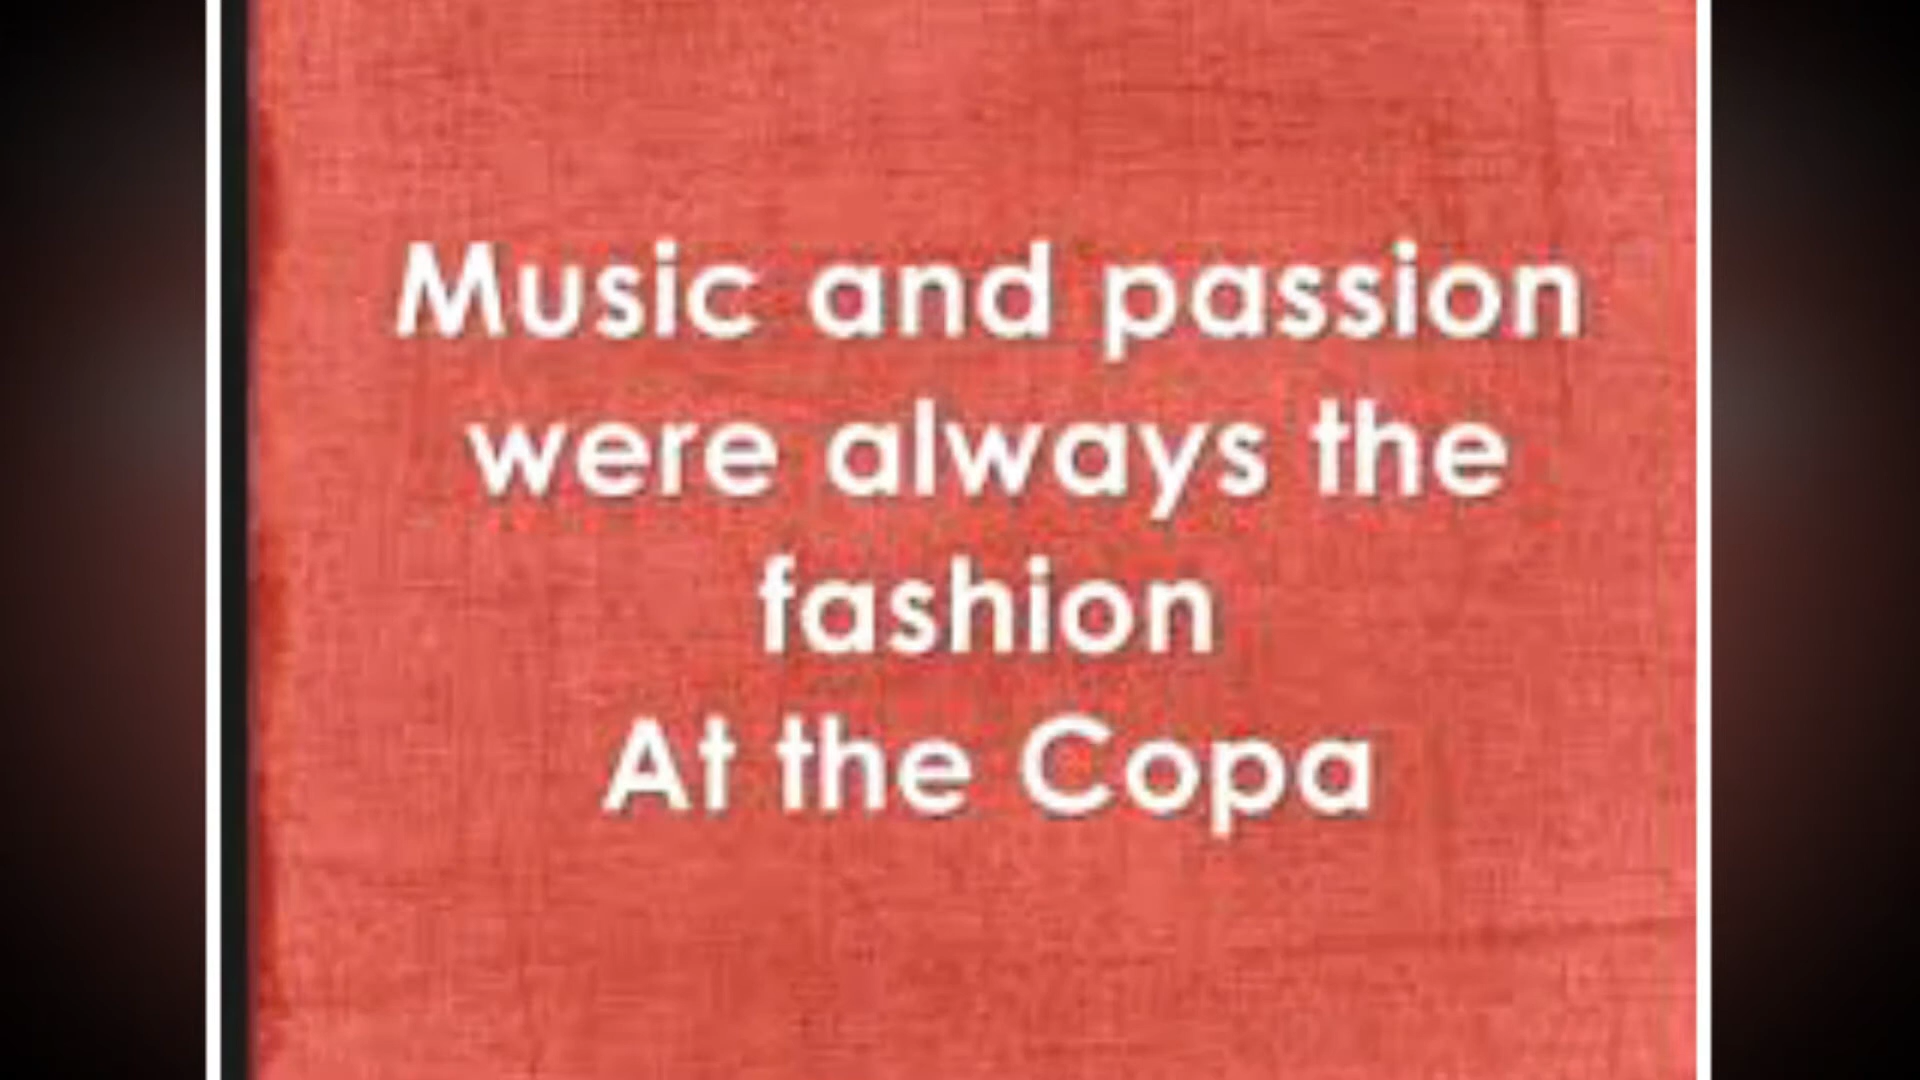 Music and passion
were always the
fashion
At the Copa